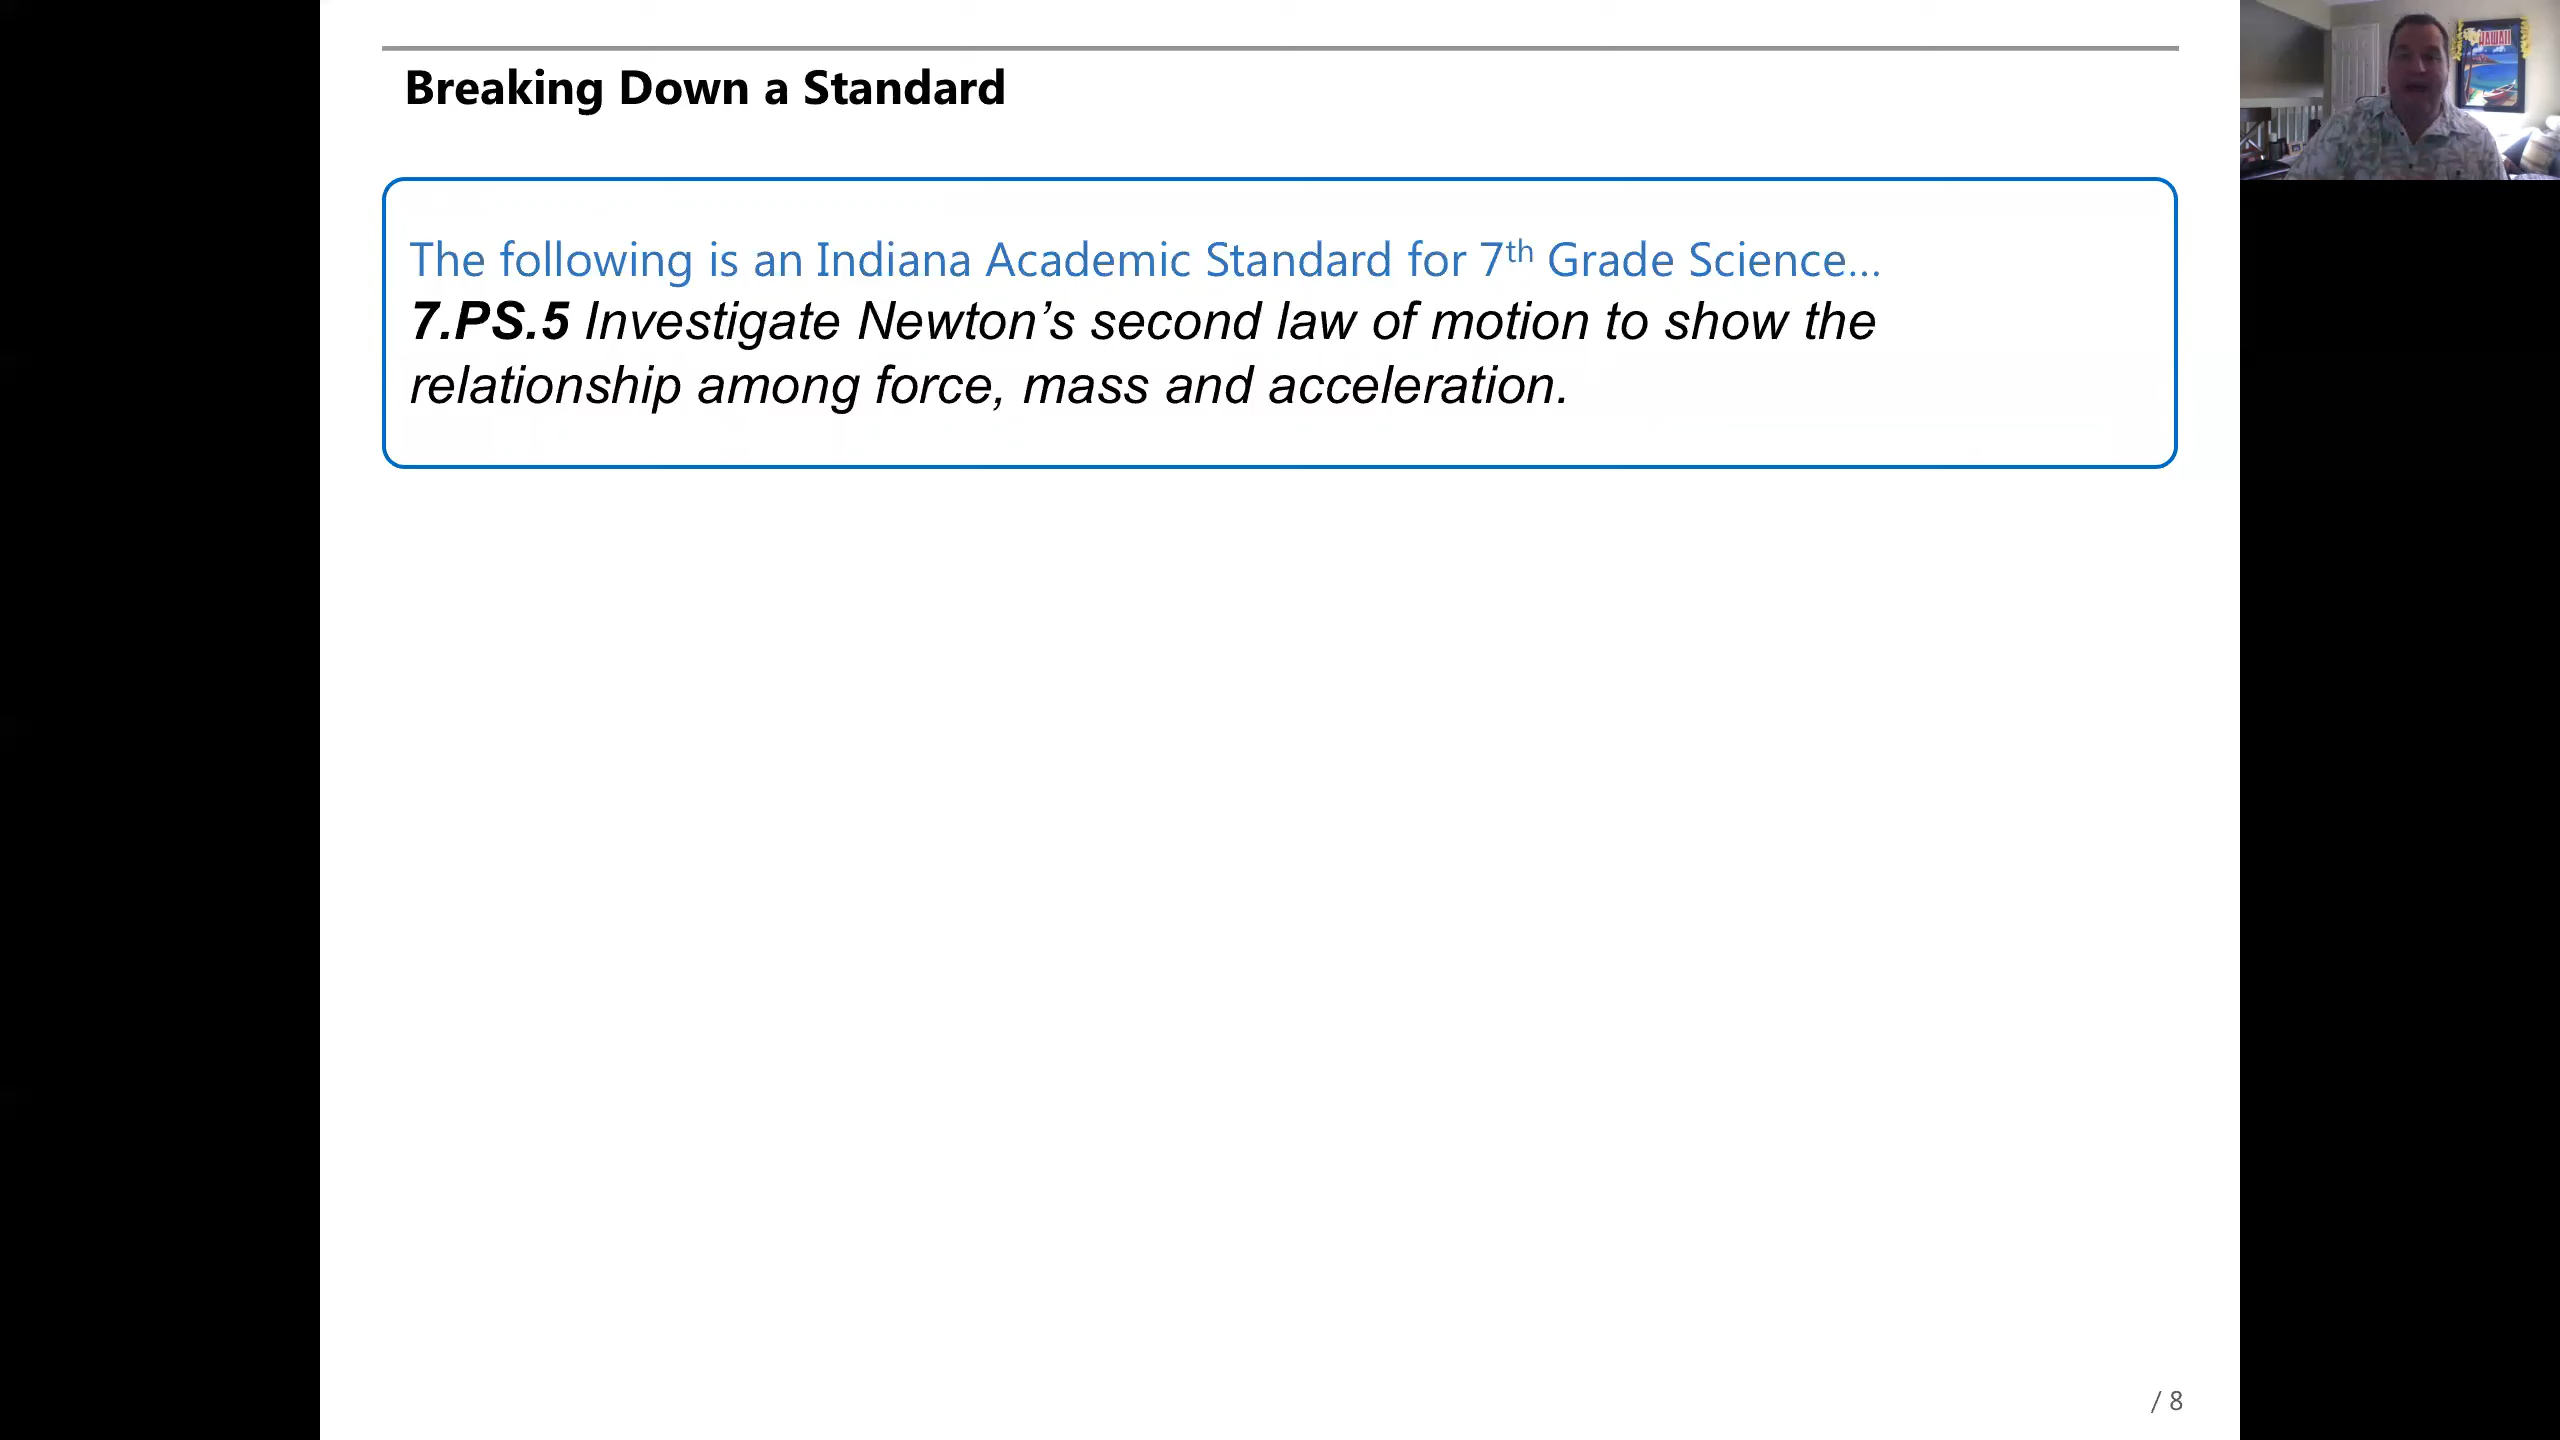 Breaking Down a Standard
The following is an Indiana Academic Standard for 7th Grade Science...
7.PS.5 Investigate Newton’s second law of motion to show the
relationship among force, mass and acceleration.
HAWAII
/ 8